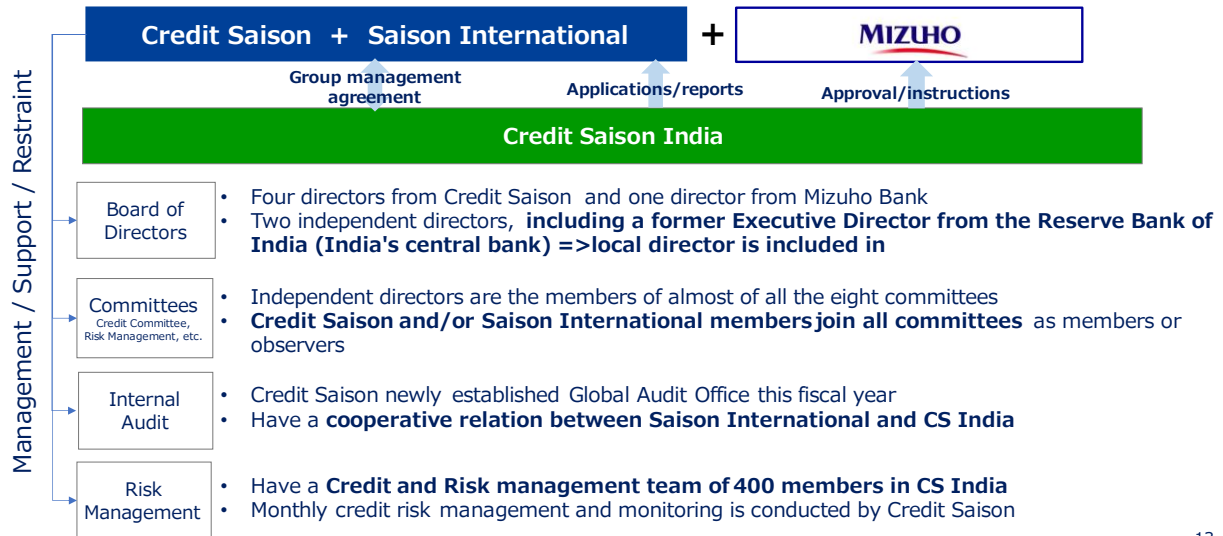 Credit Saison + Saison International
+
MIZUHO
Group management
agreement
Applications/reports
Approval/instructions
Credit Saison India
Management / Support / Restraint
Board of
Directors
• Four directors from Credit Saison and one director from Mizuho Bank
• Two independent directors, including a former Executive Director from the Reserve Bank of
India (India's central bank) =>local director is included in
Committees
Credit Committee,
Risk Management, etc.
• Independent directors are the members of almost of all the eight committees
• Credit Saison and/or Saison International members join all committees as members or
observers
Internal
Audit
• Credit Saison newly established Global Audit Office this fiscal year
• Have a cooperative relation between Saison International and CS India
Risk
Management
• Have a Credit and Risk management team of 400 members in CS India
• Monthly credit risk management and monitoring is conducted by Credit Saison